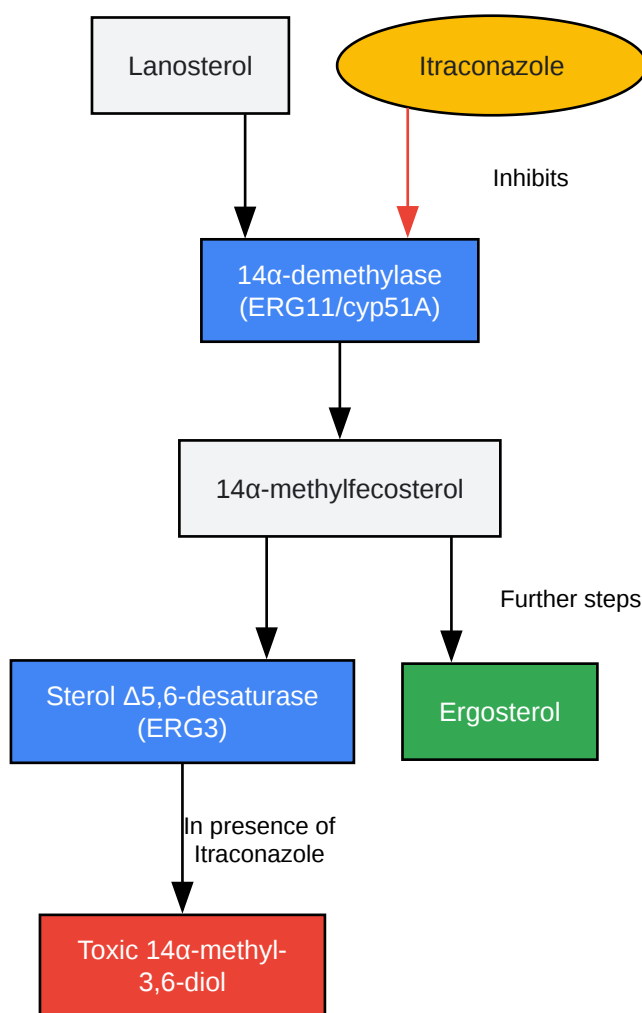 Lanosterol
Itraconazole
Inhibits
14α-demethylase
(ERG11/cyp51A)
14α-methylfecosterol
Further steps
Sterol Δ5,6-desaturase
(ERG3)
Ergosterol
In presence of
Itraconazole
Toxic 14α-methyl-
3,6-diol